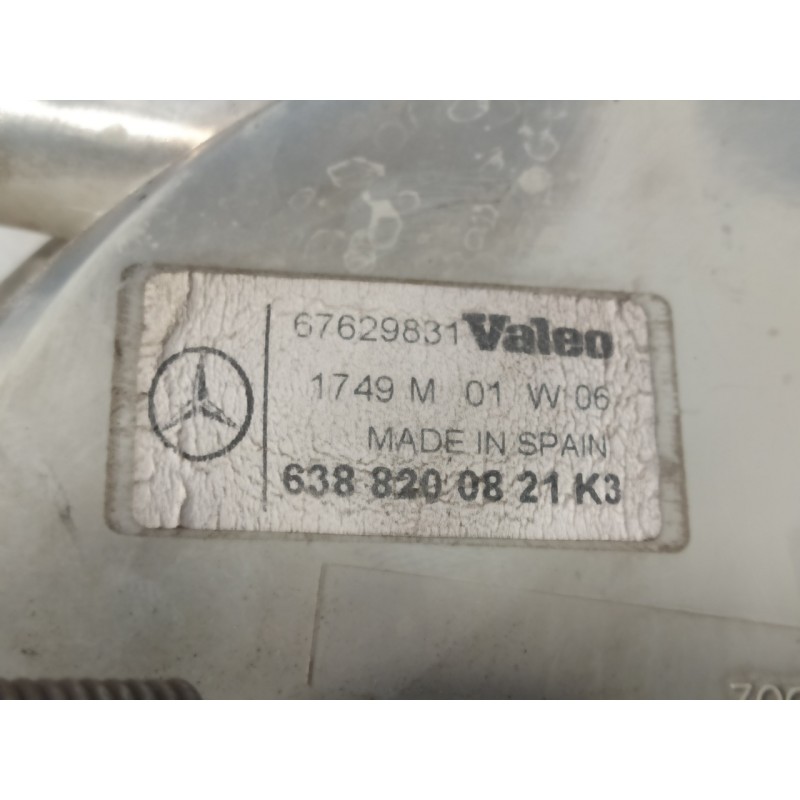 67629831 Valeo
1749 M 01 W 06
MADE IN SPAIN
638 820 08 21 K3